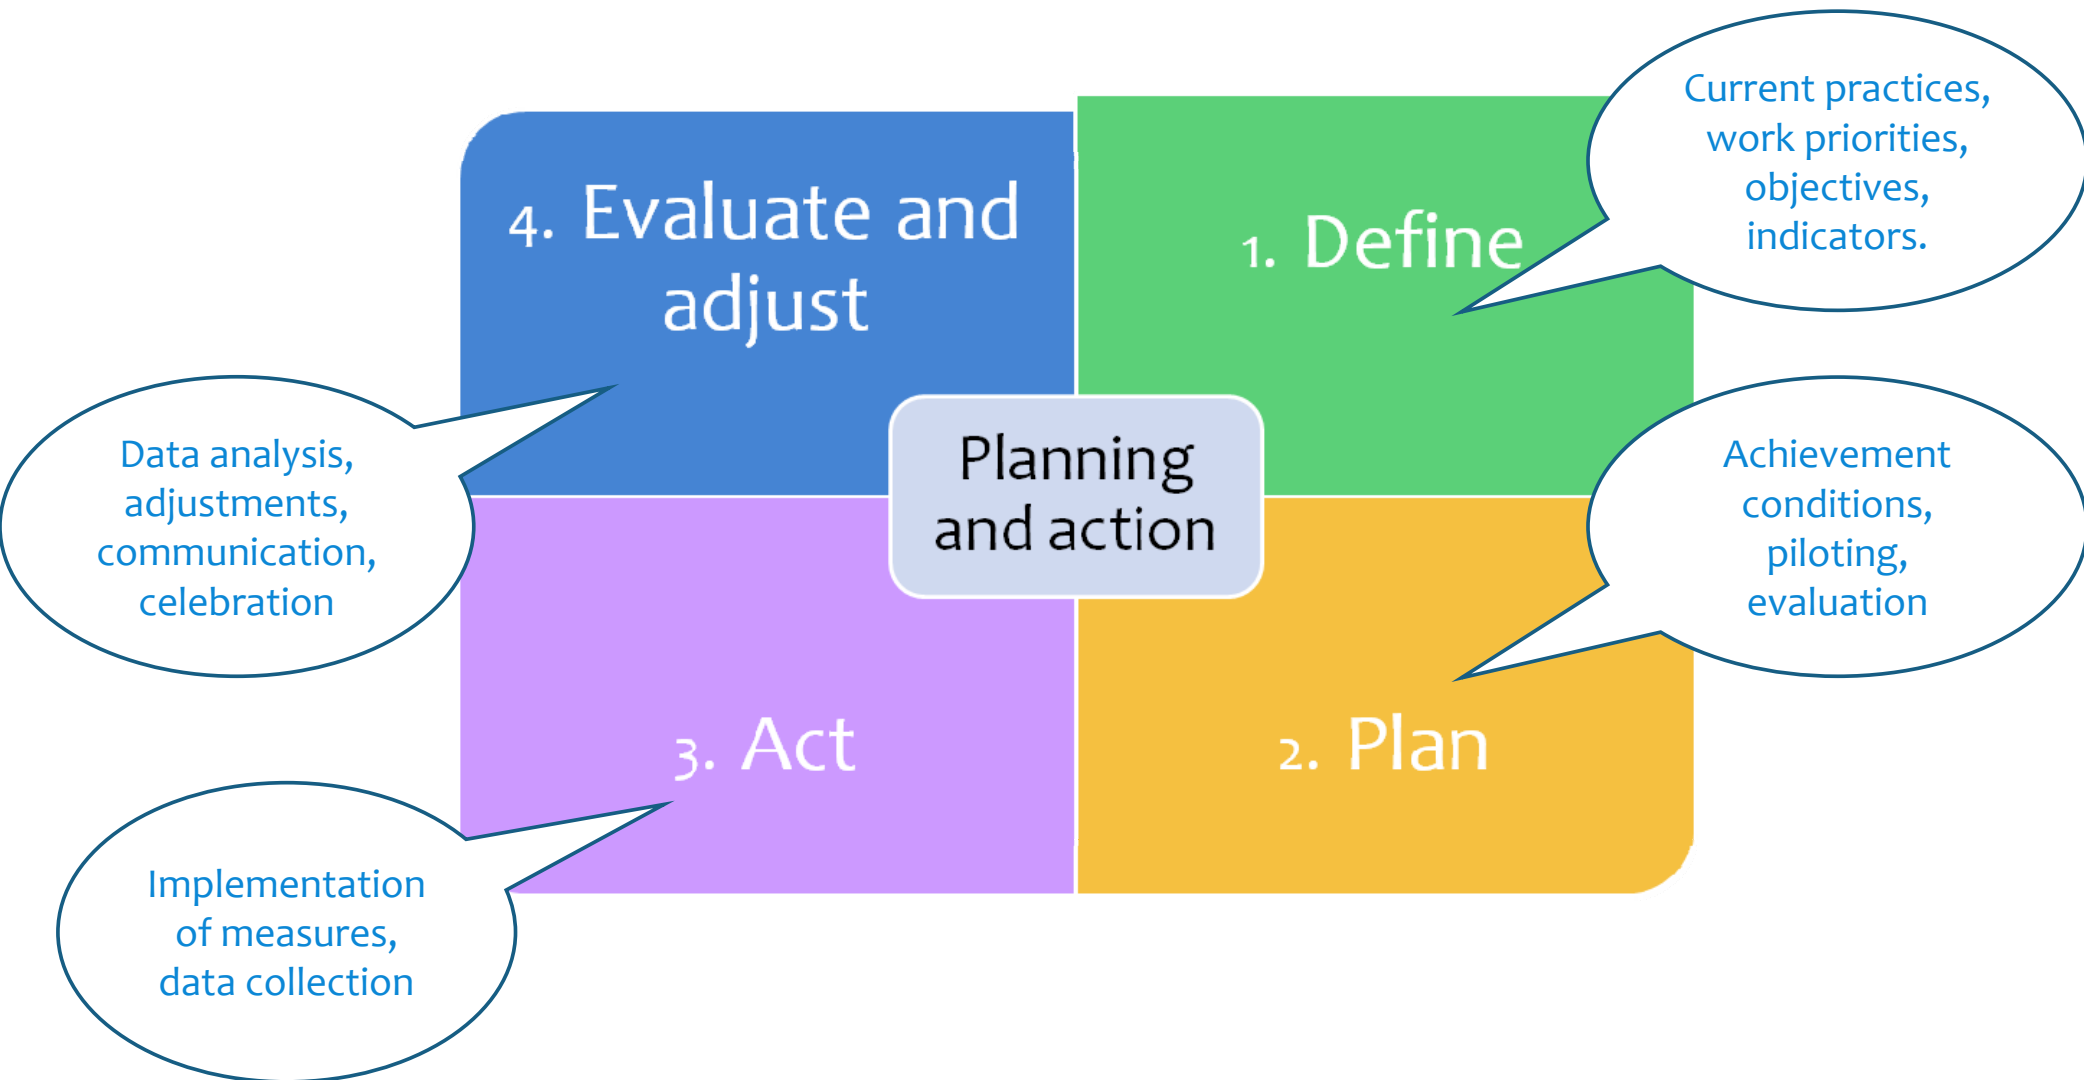 4. Evaluate and
adjust
1. Define
Current practices,
work priorities,
objectives,
indicators.
Data analysis,
adjustments,
communication,
celebration
Planning
and action
Achievement
conditions,
piloting,
evaluation
3. Act
2. Plan
Implementation
of measures,
data collection